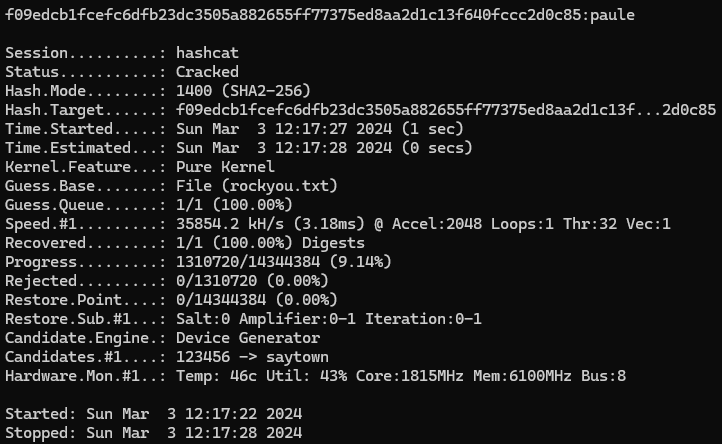 f09edcb1fcefc6dfb23dc3505a882655ff77375ed8aa2d1c13f640fccc2d0c85:paule

Session..........: hashcat
Status...........: Cracked
Hash.Mode........: 1400 (SHA2-256)
Hash.Target......: f09edcb1fcefc6dfb23dc3505a882655ff77375ed8aa2d1c13f...2d0c85
Time.Started.....: Sun Mar  3 12:17:27 2024 (1 sec)
Time.Estimated...: Sun Mar  3 12:17:28 2024 (0 secs)
Kernel.Feature...: Pure Kernel
Guess.Base.......: File (rockyou.txt)
Guess.Queue......: 1/1 (100.00%)
Speed.#1.........: 35854.2 kH/s (3.18ms) @ Accel:2048 Loops:1 Thr:32 Vec:1
Recovered........: 1/1 (100.00%) Digests
Progress.........: 1310720/14344384 (9.14%)
Rejected.........: 0/1310720 (0.00%)
Restore.Point....: 0/14344384 (0.00%)
Restore.Sub.#1...: Salt:0 Amplifier:0-1 Iteration:0-1
Candidate.Engine.: Device Generator
Candidates.#1....: 123456 -> saytown
Hardware.Mon.#1..: Temp: 46c Util: 43% Core:1815MHz Mem:6100MHz Bus:8

Started: Sun Mar  3 12:17:22 2024
Stopped: Sun Mar  3 12:17:28 2024